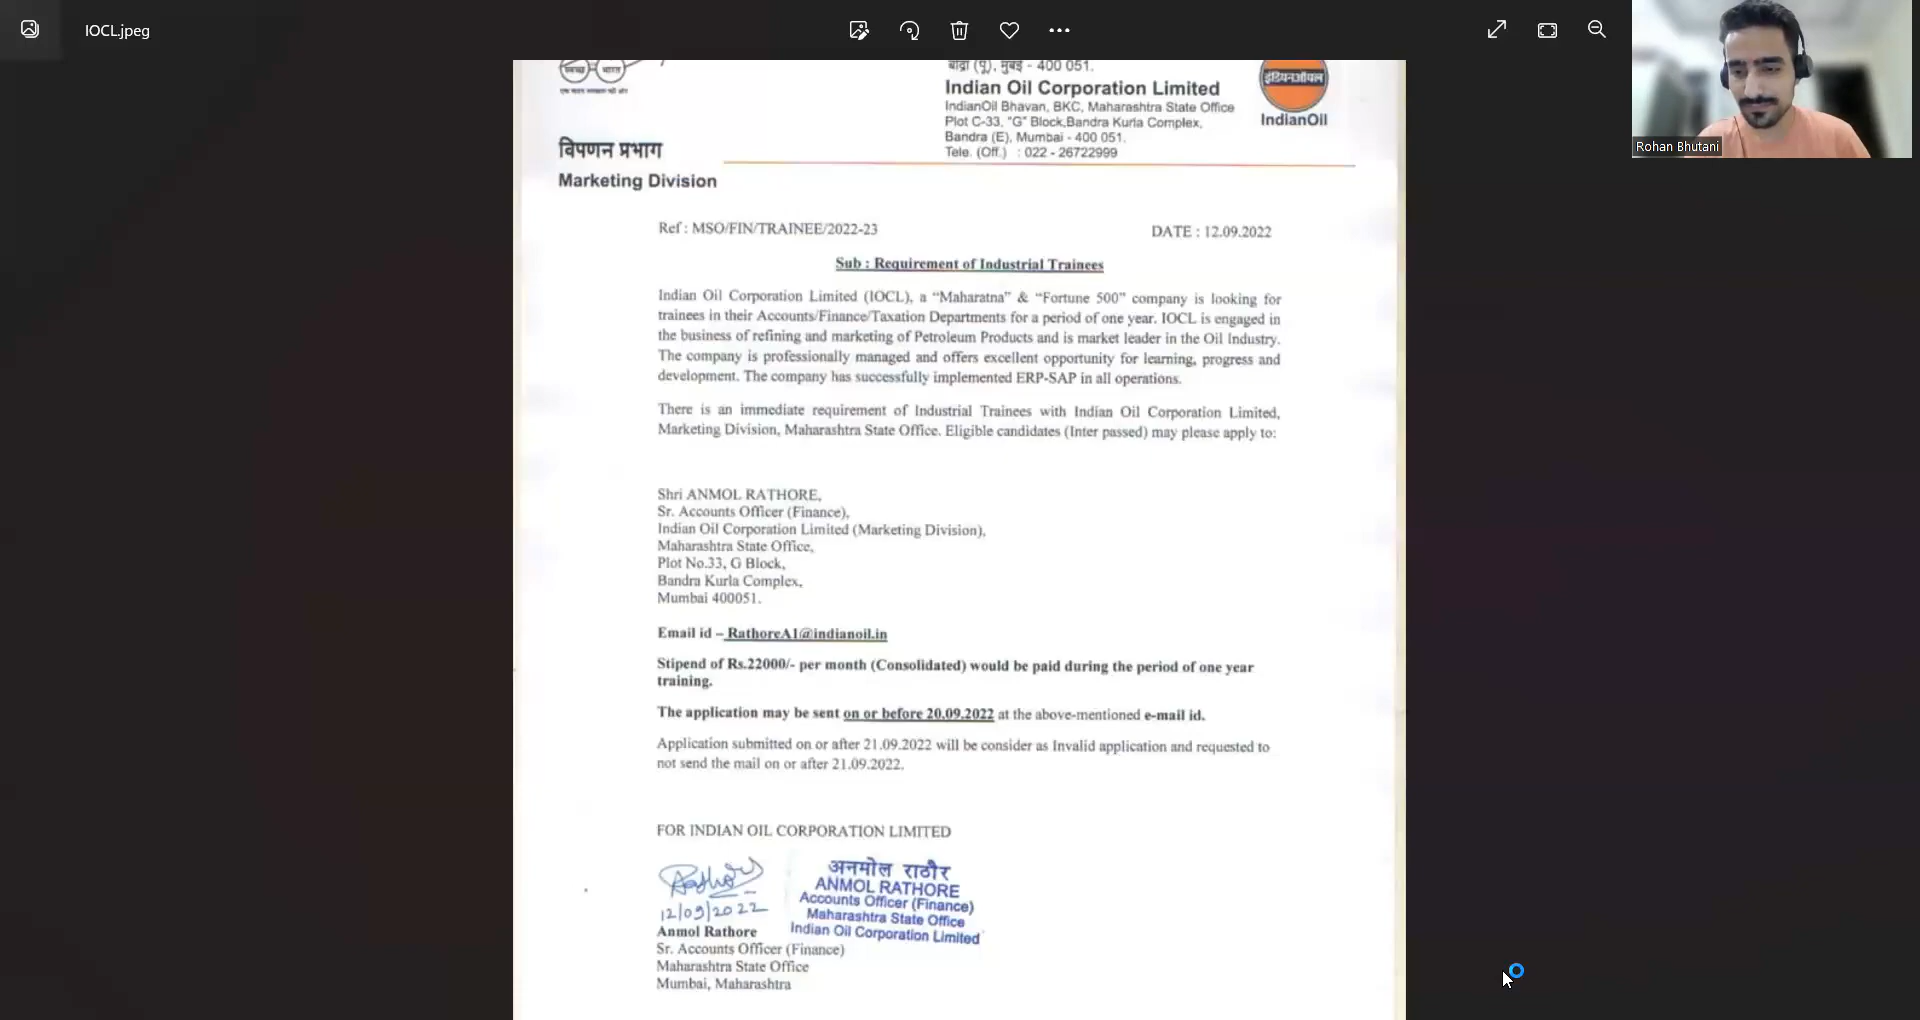 IOCL.jpeg
स्वच्छ भारत
बांद्रा (पू), मुंबई - 400 051.
Indian Oil Corporation Limited
IndianOil Bhavan, BKC, Maharashtra State Office
Plot C-33, "G" Block,Bandra Kurla Complex,
Bandra (E), Mumbai - 400 051.
Tele. (Off.) : 022 - 26722999
इंडियनऑयल
IndianOil
Rohan Bhutani
विपणन प्रभाग
Marketing Division
Ref : MSO/FIN/TRAINEE/2022-23
DATE : 12.09.2022
Sub : Requirement of Industrial Trainees
Indian Oil Corporation Limited (IOCL), a “Maharatna” & “Fortune 500” company is looking for
trainees in their Accounts/Finance/Taxation Departments for a period of one year. IOCL is engaged in
the business of refining and marketing of Petroleum Products and is market leader in the Oil Industry.
The company is professionally managed and offers excellent opportunity for learning, progress and
development. The company has successfully implemented ERP-SAP in all operations.
There is an immediate requirement of Industrial Trainees with Indian Oil Corporation Limited,
Marketing Division, Maharashtra State Office. Eligible candidates (Inter passed) may please apply to:
Shri ANMOL RATHORE,
Sr. Accounts Officer (Finance),
Indian Oil Corporation Limited (Marketing Division),
Maharashtra State Office,
Plot No.33, G Block,
Bandra Kurla Complex,
Mumbai 400051.
Email id – RathoreA1@indianoil.in
Stipend of Rs.22000/- per month (Consolidated) would be paid during the period of one year
training.
The application may be sent on or before 20.09.2022 at the above-mentioned e-mail id.
Application submitted on or after 21.09.2022 will be consider as Invalid application and requested to
not send the mail on or after 21.09.2022.
FOR INDIAN OIL CORPORATION LIMITED
Rathore
12/09/2022
अनमोल राठौर
ANMOL RATHORE
Accounts Officer (Finance)
Maharashtra State Office
Indian Oil Corporation Limited
Anmol Rathore
Sr. Accounts Officer (Finance)
Maharashtra State Office
Mumbai, Maharashtra